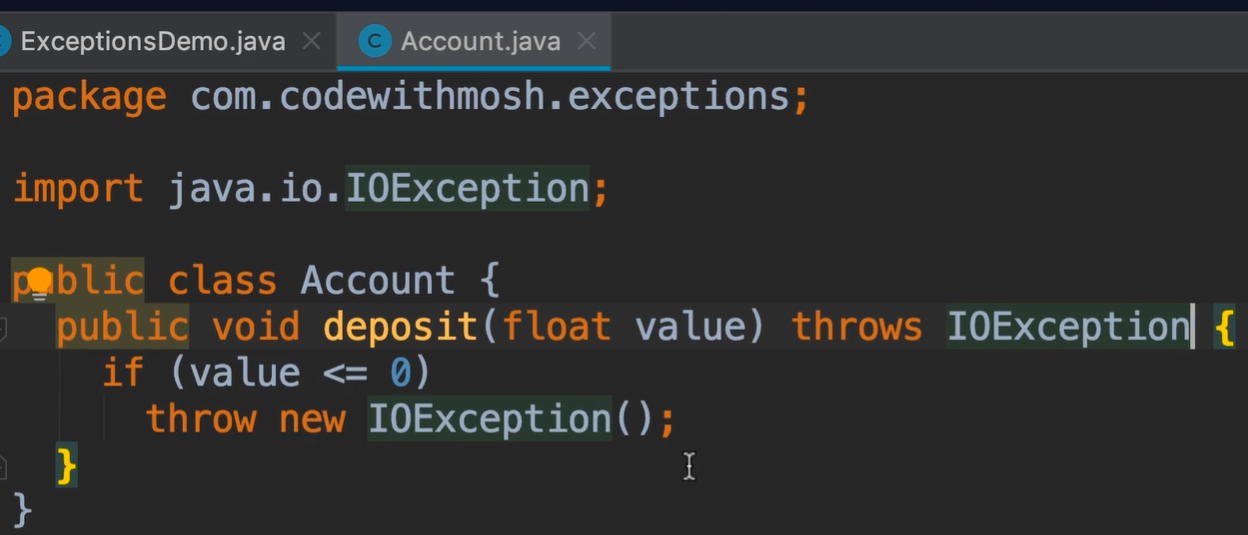 ExceptionsDemo.java Account.java
package com.codewithmosh.exceptions;
import java.io.IOException;
public class Account {
public void deposit(float value) throws IOException {
if (value <= 0)
throw new IOException();
}
}